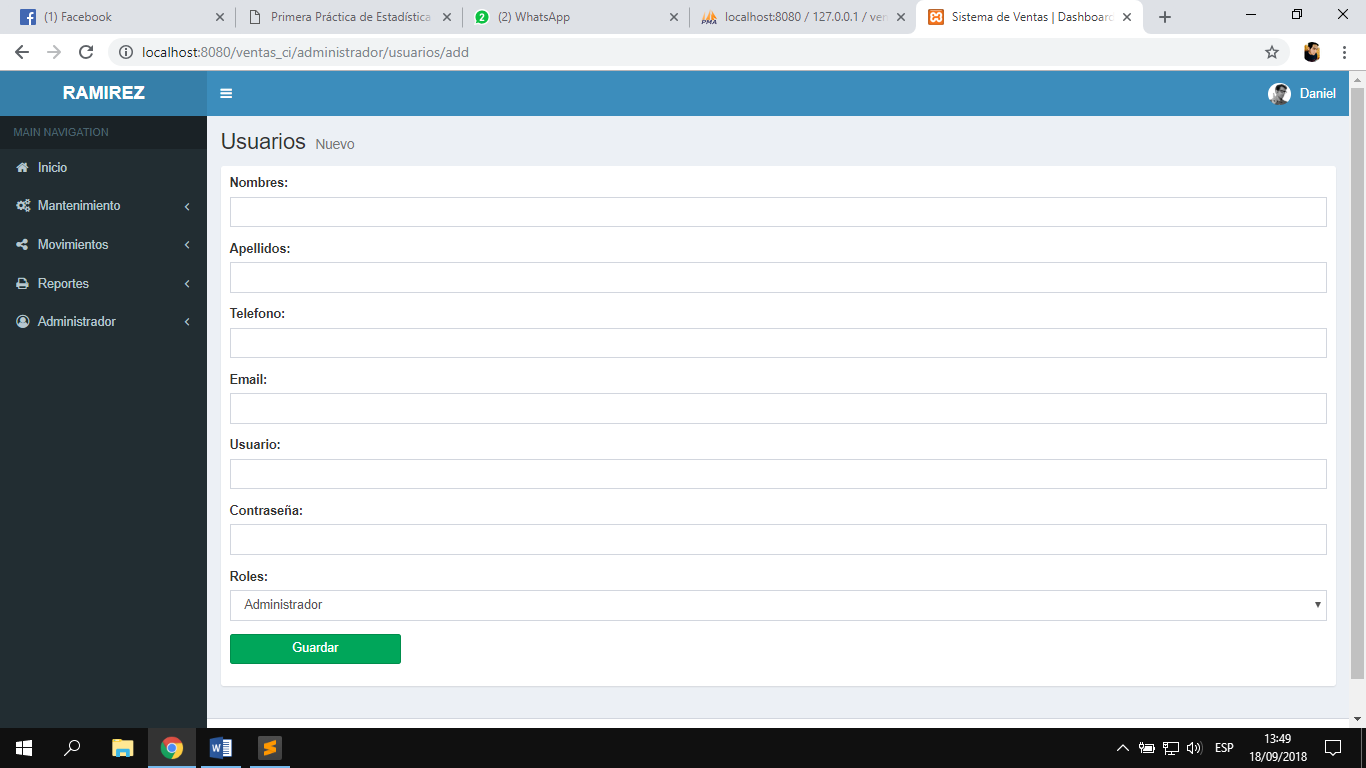 (1) Facebook
Primera Práctica de Estadística
2 (2) WhatsApp
PMA localhost:8080 / 127.0.0.1 / ven
Sistema de Ventas | Dashboard
localhost:8080/ventas_ci/administrador/usuarios/add
RAMIREZ
Daniel
MAIN NAVIGATION
Inicio
Mantenimiento
Movimientos
Reportes
Administrador
Usuarios Nuevo
Nombres:
Apellidos:
Telefono:
Email:
Usuario:
Contraseña:
Roles:
Administrador
Guardar
ESP
13:49
18/09/2018